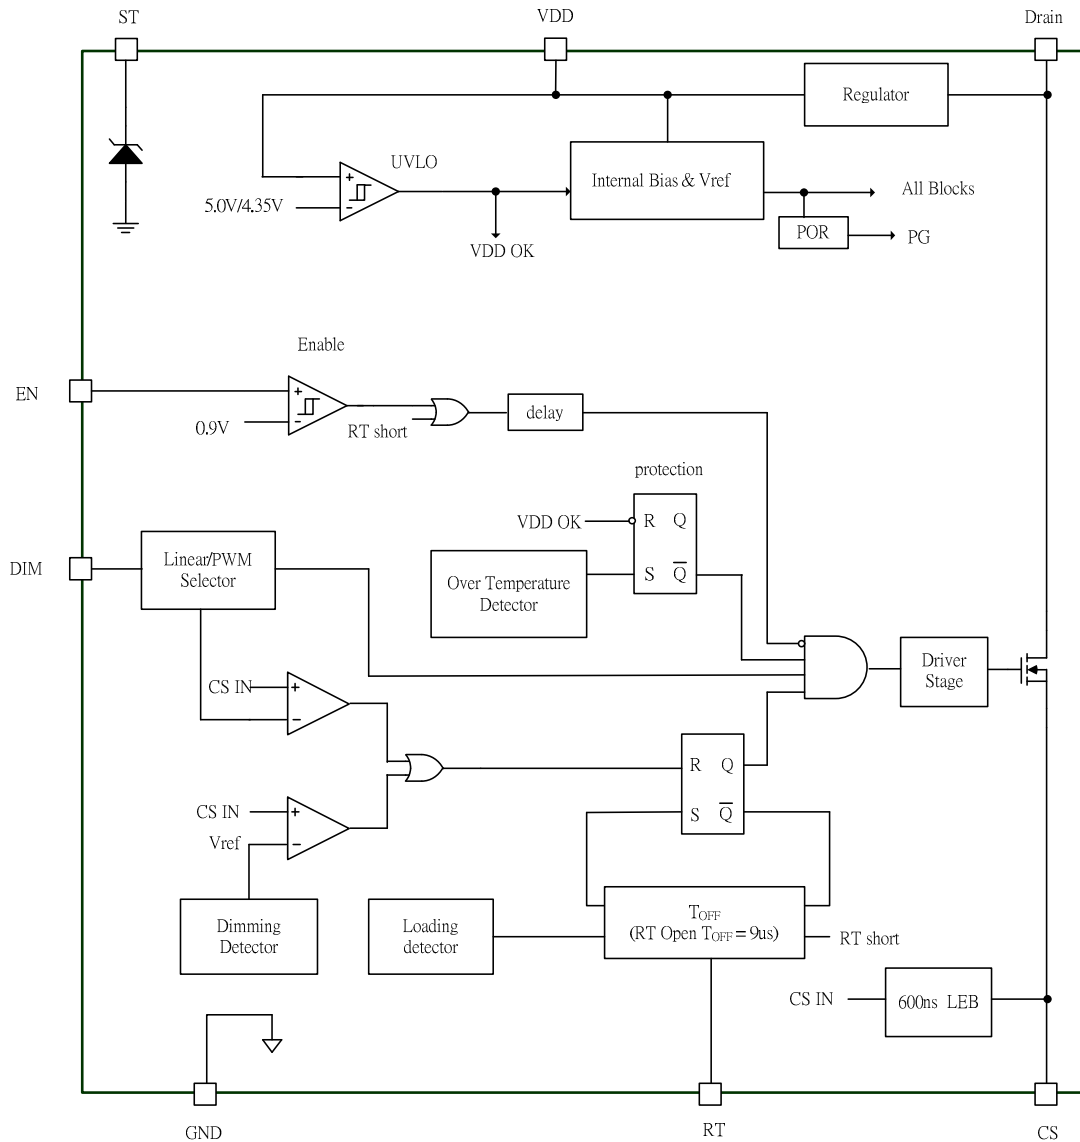 ST
VDD
Drain
Regulator
UVLO
+
−
5.0V/4.35V
Internal Bias & Vref
All Blocks
POR
PG
VDD OK
Enable
EN
+
−
0.9V
RT short
delay
protection
VDD OK
R Q
S Q
DIM
Linear/PWM
Selector
Over Temperature
Detector
CS IN
+
−
Driver
Stage
R Q
S Q
CS IN
+
Vref
−
Dimming
Detector
Loading
detector
TOFF
(RT Open TOFF = 9us)
RT short
CS IN
600ns LEB
GND
RT
CS